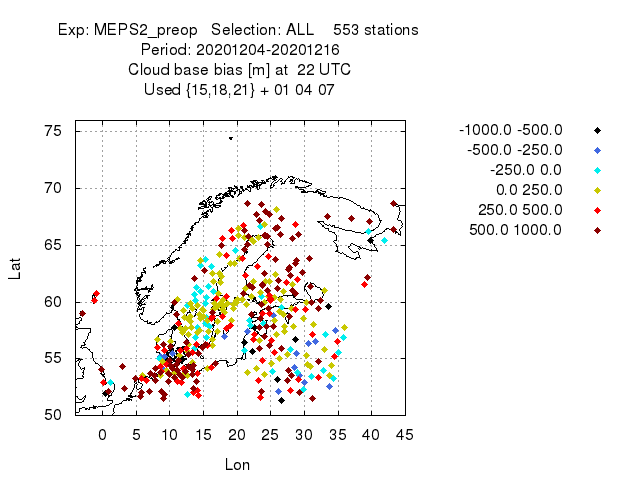 Exp: MEPS2_preop Selection: ALL 553 stations
Period: 20201204-20201216
Cloud base bias [m] at 22 UTC
Used {15,18,21} + 01 04 07
-1000.0 -500.0
-500.0 -250.0
-250.0 0.0
0.0 250.0
250.0 500.0
500.0 1000.0
75
70
65
60
55
50
Lat
0 5 10 15 20 25 30 35 40 45
Lon